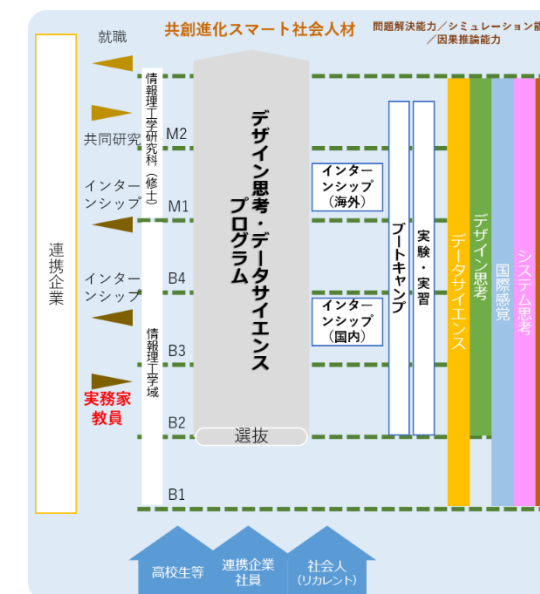 共創進化スマート社会人材
問題解決能力／シミュレーション能
／因果推論能力
就職
共同研究
インター
ンシップ
インター
ンシップ
実務家
教員
連携企業
情報理工学研究科（修士）
情報理工学域
M2
M1
B4
B3
B2
B1
デザイン思考・データサイエンス
プログラム
選抜
インター
ンシップ
（海外）
インター
ンシップ
（国内）
ブートキャンプ
実験・実習
データサイエンス
デザイン思考
国際感覚
システム思考
高校生等
連携企業
社員
社会人
（リカレント）